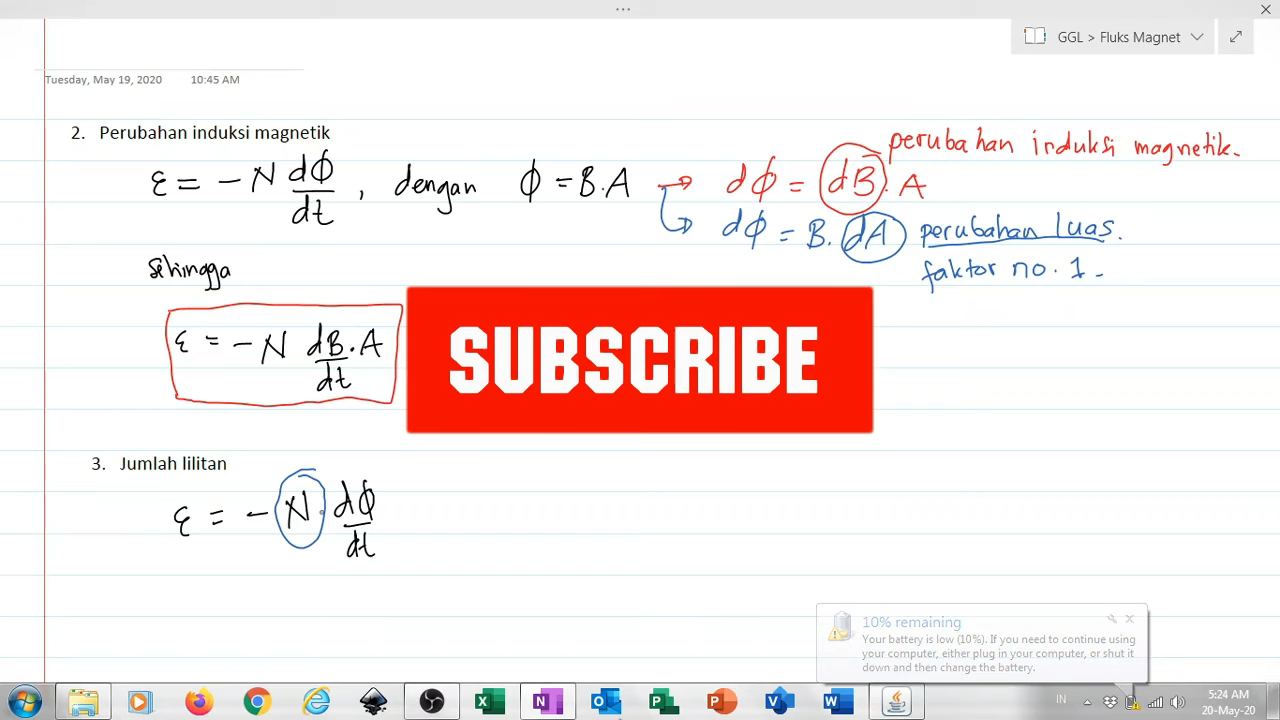 GGL > Fluks Magnet
Tuesday, May 19, 2020 10:45 AM
2. Perubahan induksi magnetik
perubahan induksi magnetik.
ε = -N dϕ/dt , dengan ϕ = B.A → dϕ = dB. A
dϕ = B. dA perubahan luas.
faktor no. 1.
Sehingga
ε = -N dB.A/dt
SUBSCRIBE
3. Jumlah lilitan
ε = -N. dϕ/dt
10% remaining
Your battery is low (10%). If you need to continue using
your computer, either plug in your computer, or shut it
down and then change the battery.
IN
5:24 AM
20-May-20